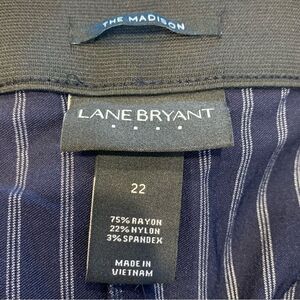 THE MADISON
LANE BRYANT
22
75% RAYON
22% NYLON
3% SPANDEX
MADE IN
VIETNAM